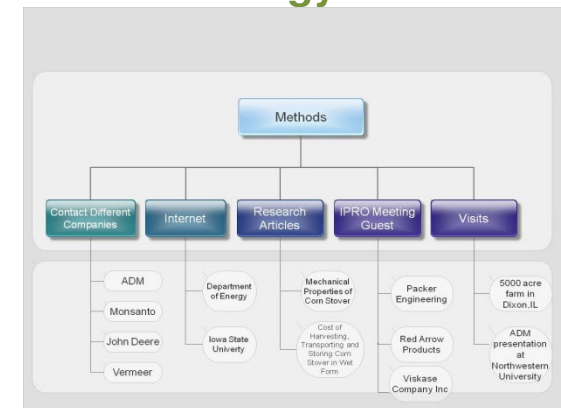 gy
Methods
Contact Different
Companies
Internet
Research
Articles
IPRO Meeting
Guest
Visits
ADM
Monsanto
John Deere
Vermeer
Department
of Energy
Iowa State
Univerty
Mechanical
Properties of
Corn Stover
Cost of
Harvesting,
Transporting and
Storing Corn
Stover in Wet
Form
Packer
Engineering
Red Arrow
Products
Viskase
Company Inc
5000 acre
farm in
Dixon,IL
ADM
presentation
at
Northwestern
University